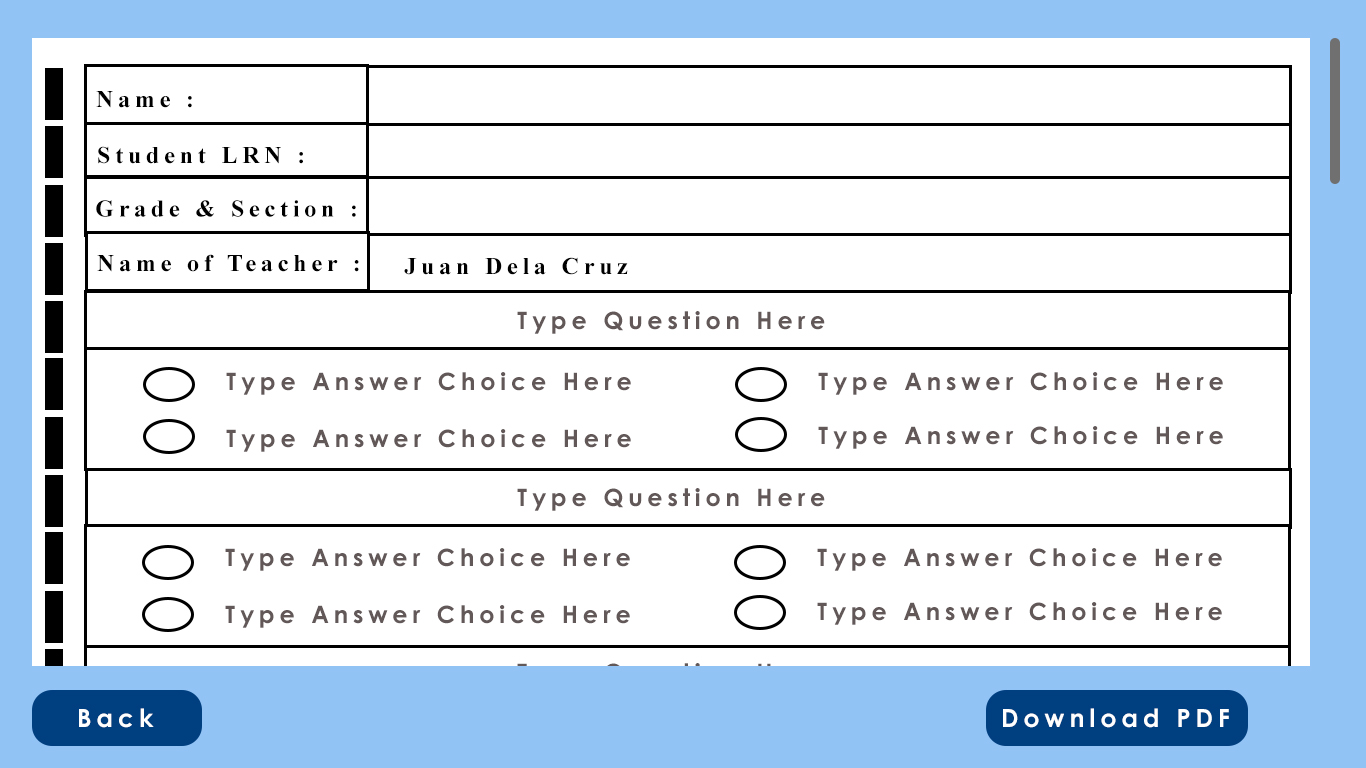 Name :
Student LRN :
Grade & Section :
Name of Teacher : Juan Dela Cruz
Type Question Here
Type Answer Choice Here Type Answer Choice Here
Type Answer Choice Here Type Answer Choice Here
Type Question Here
Type Answer Choice Here Type Answer Choice Here
Type Answer Choice Here Type Answer Choice Here
Back Download PDF